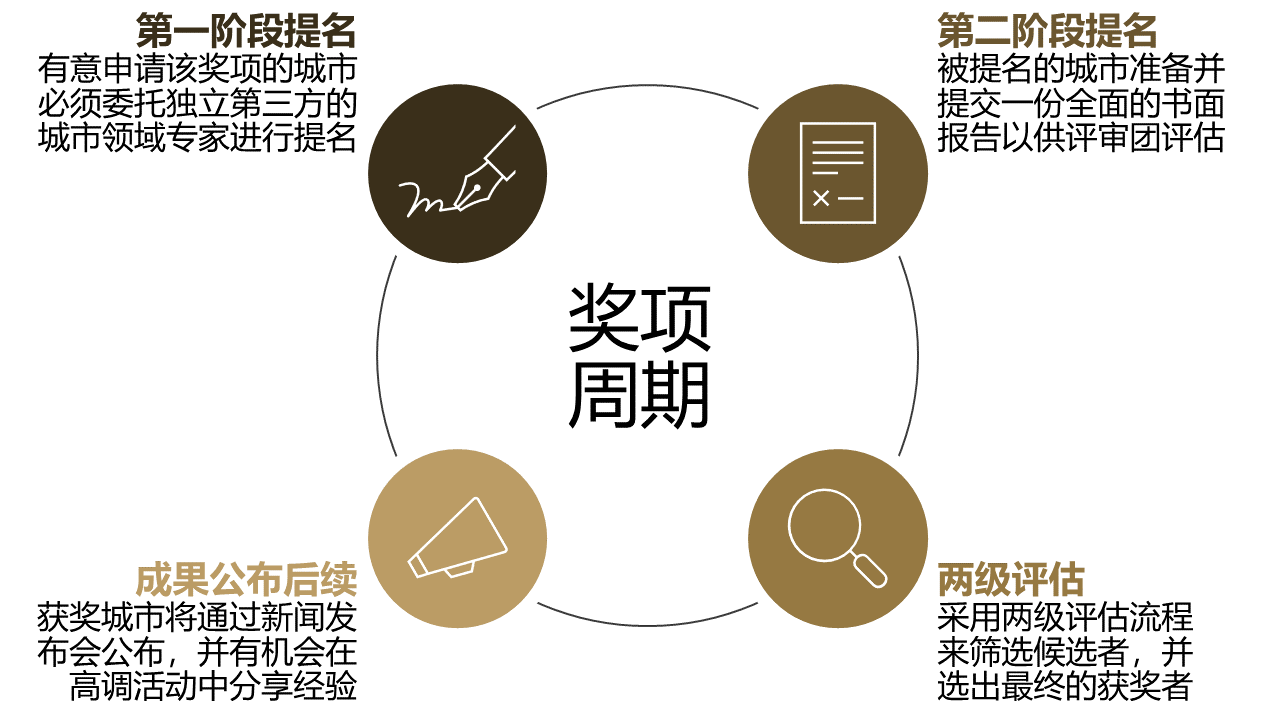 第一阶段提名
有意申请该奖项的城市
必须委托独立第三方的
城市领域专家进行提名
第二阶段提名
被提名的城市准备并
提交一份全面的书面
报告以供评审团评估
奖项
周期
成果公布后续
获奖城市将通过新闻发
布会公布，并有机会在
高调活动中分享经验
两级评估
采用两级评估流程
来筛选候选者，并
选出最终的获奖者